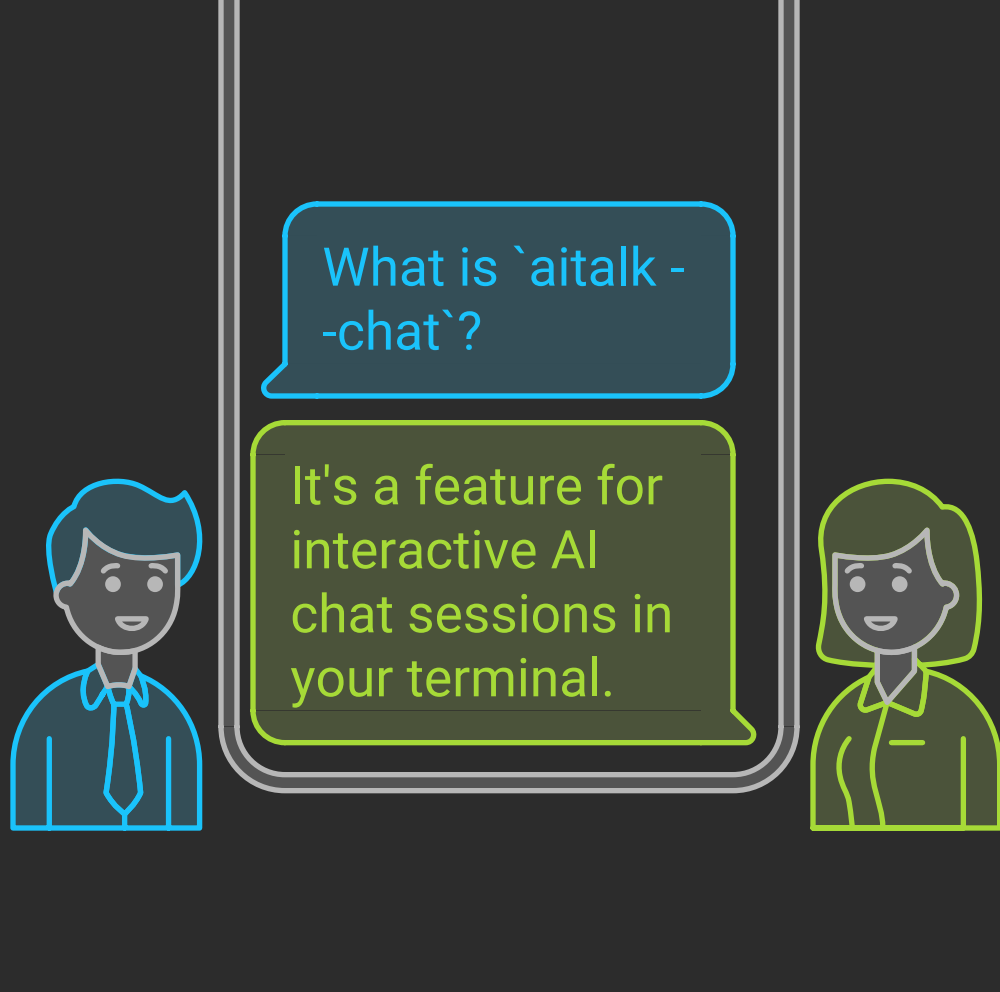 What is `aitalk -
-chat`?
It's a feature for
interactive AI
chat sessions in
your terminal.